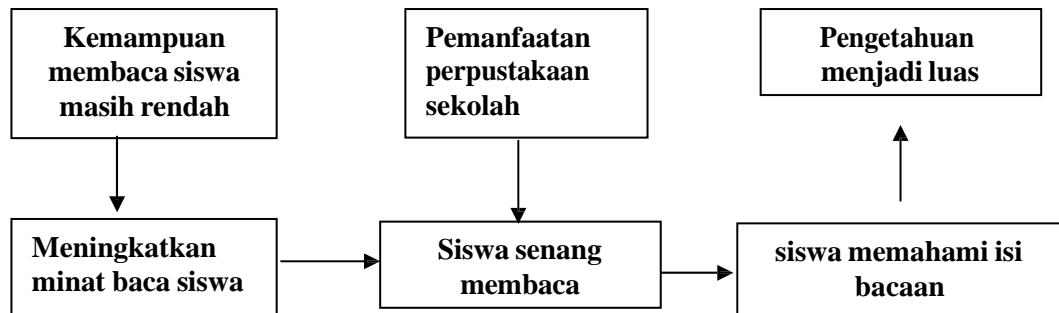 Kemampuan
membaca siswa
masih rendah
Pemanfaatan
perpustakaan
sekolah
Pengetahuan
menjadi luas
Meningkatkan
minat baca siswa
Siswa senang
membaca
siswa memahami isi
bacaan